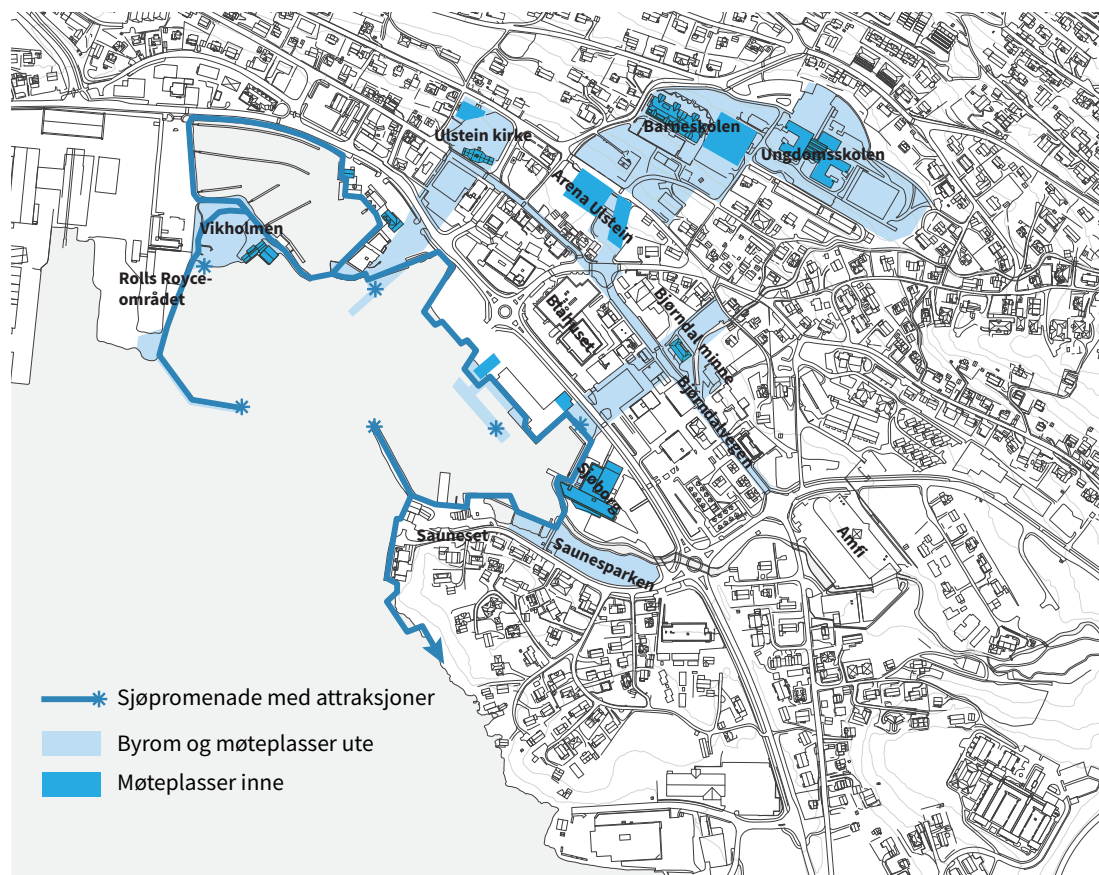 Ulstein kirke
Barneskolen
Ungdomsskolen
Arena Ulstein
Vikholmen
Rolls Royce-
området
Blåhuset
Bjørndal minne
Bjørndalvegen
Sjøborg
Sauneset
Saunesparken
Amfi
Sjøpromenade med attraksjoner
Byrom og møteplasser ute
Møteplasser inne